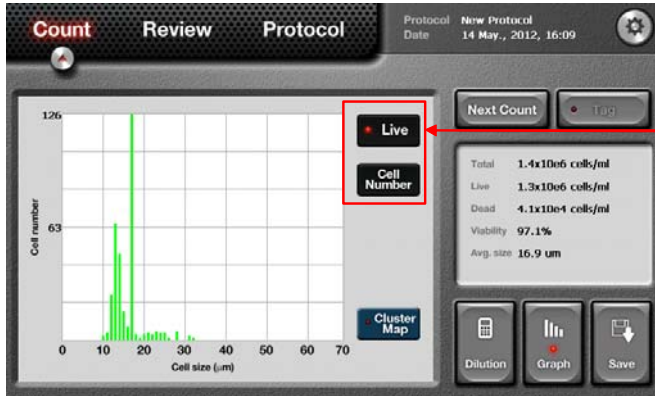 Count Review Protocol
Protocol New Protocol
Date 14 May., 2012, 16:09
126
63
Cell number
0 10 20 30 40 50 60 70
Cell size (μm)
Live
Cell
Number
Cluster
Map
Next Count
Tag
Total 1.4x10e6 cells/ml
Live 1.3x10e6 cells/ml
Dead 4.1x10e4 cells/ml
Viability 97.1%
Avg. size 16.9 um
Dilution
Graph
Save